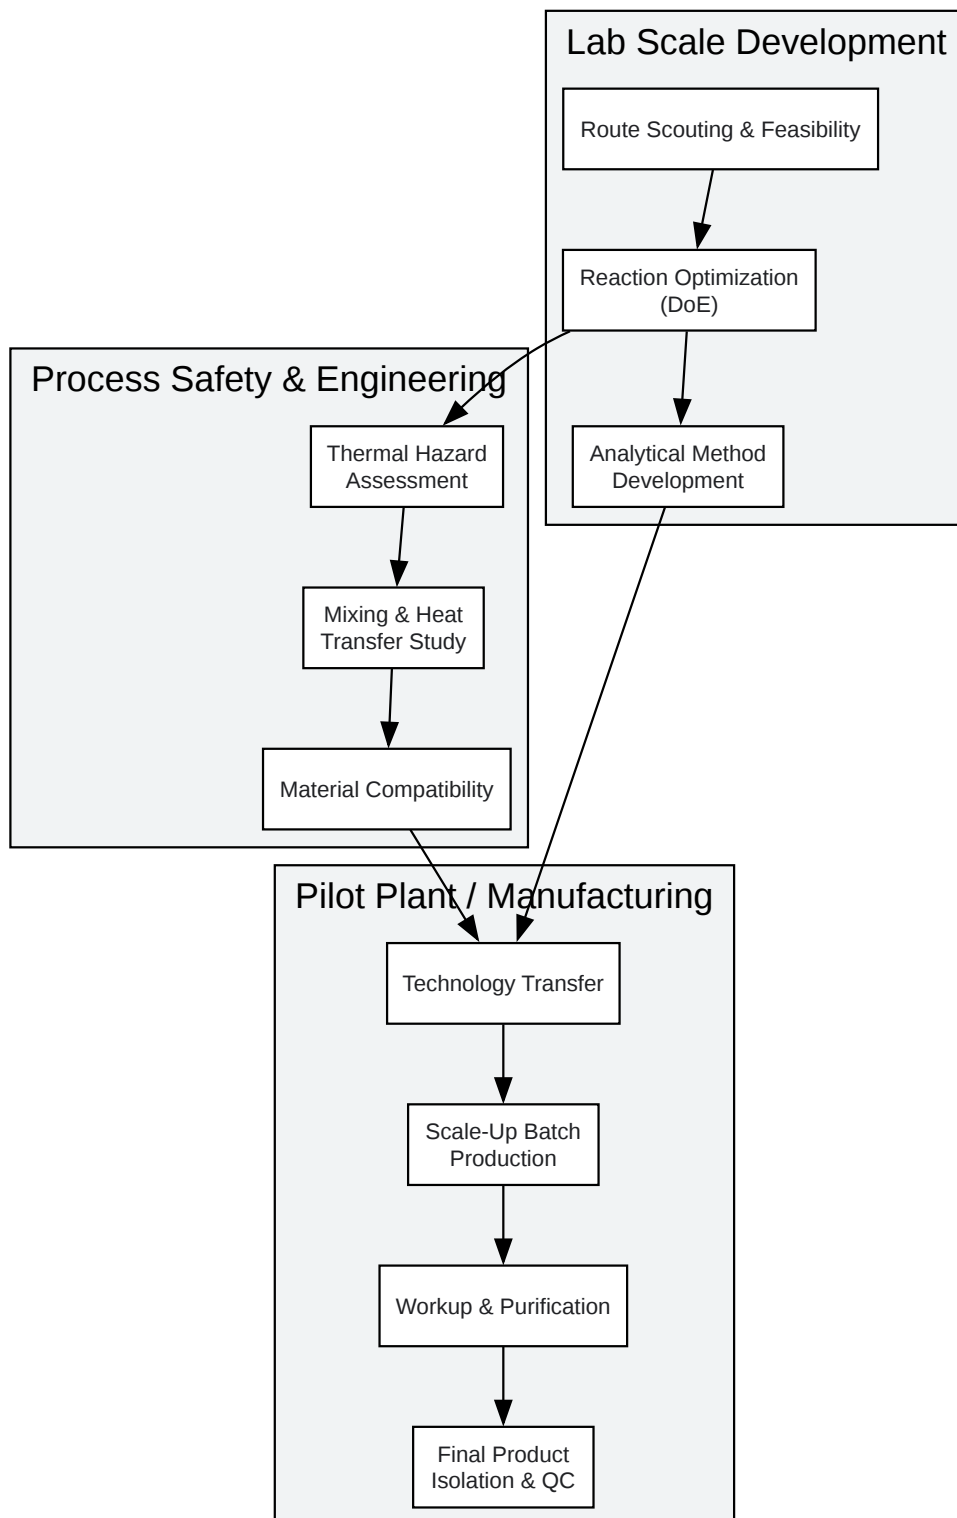 Lab Scale Development
Route Scouting & Feasibility
Reaction Optimization
(DoE)
Process Safety & Engineering
Thermal Hazard
Assessment
Analytical Method
Development
Mixing & Heat
Transfer Study
Material Compatibility
Pilot Plant / Manufacturing
Technology Transfer
Scale-Up Batch
Production
Workup & Purification
Final Product
Isolation & QC